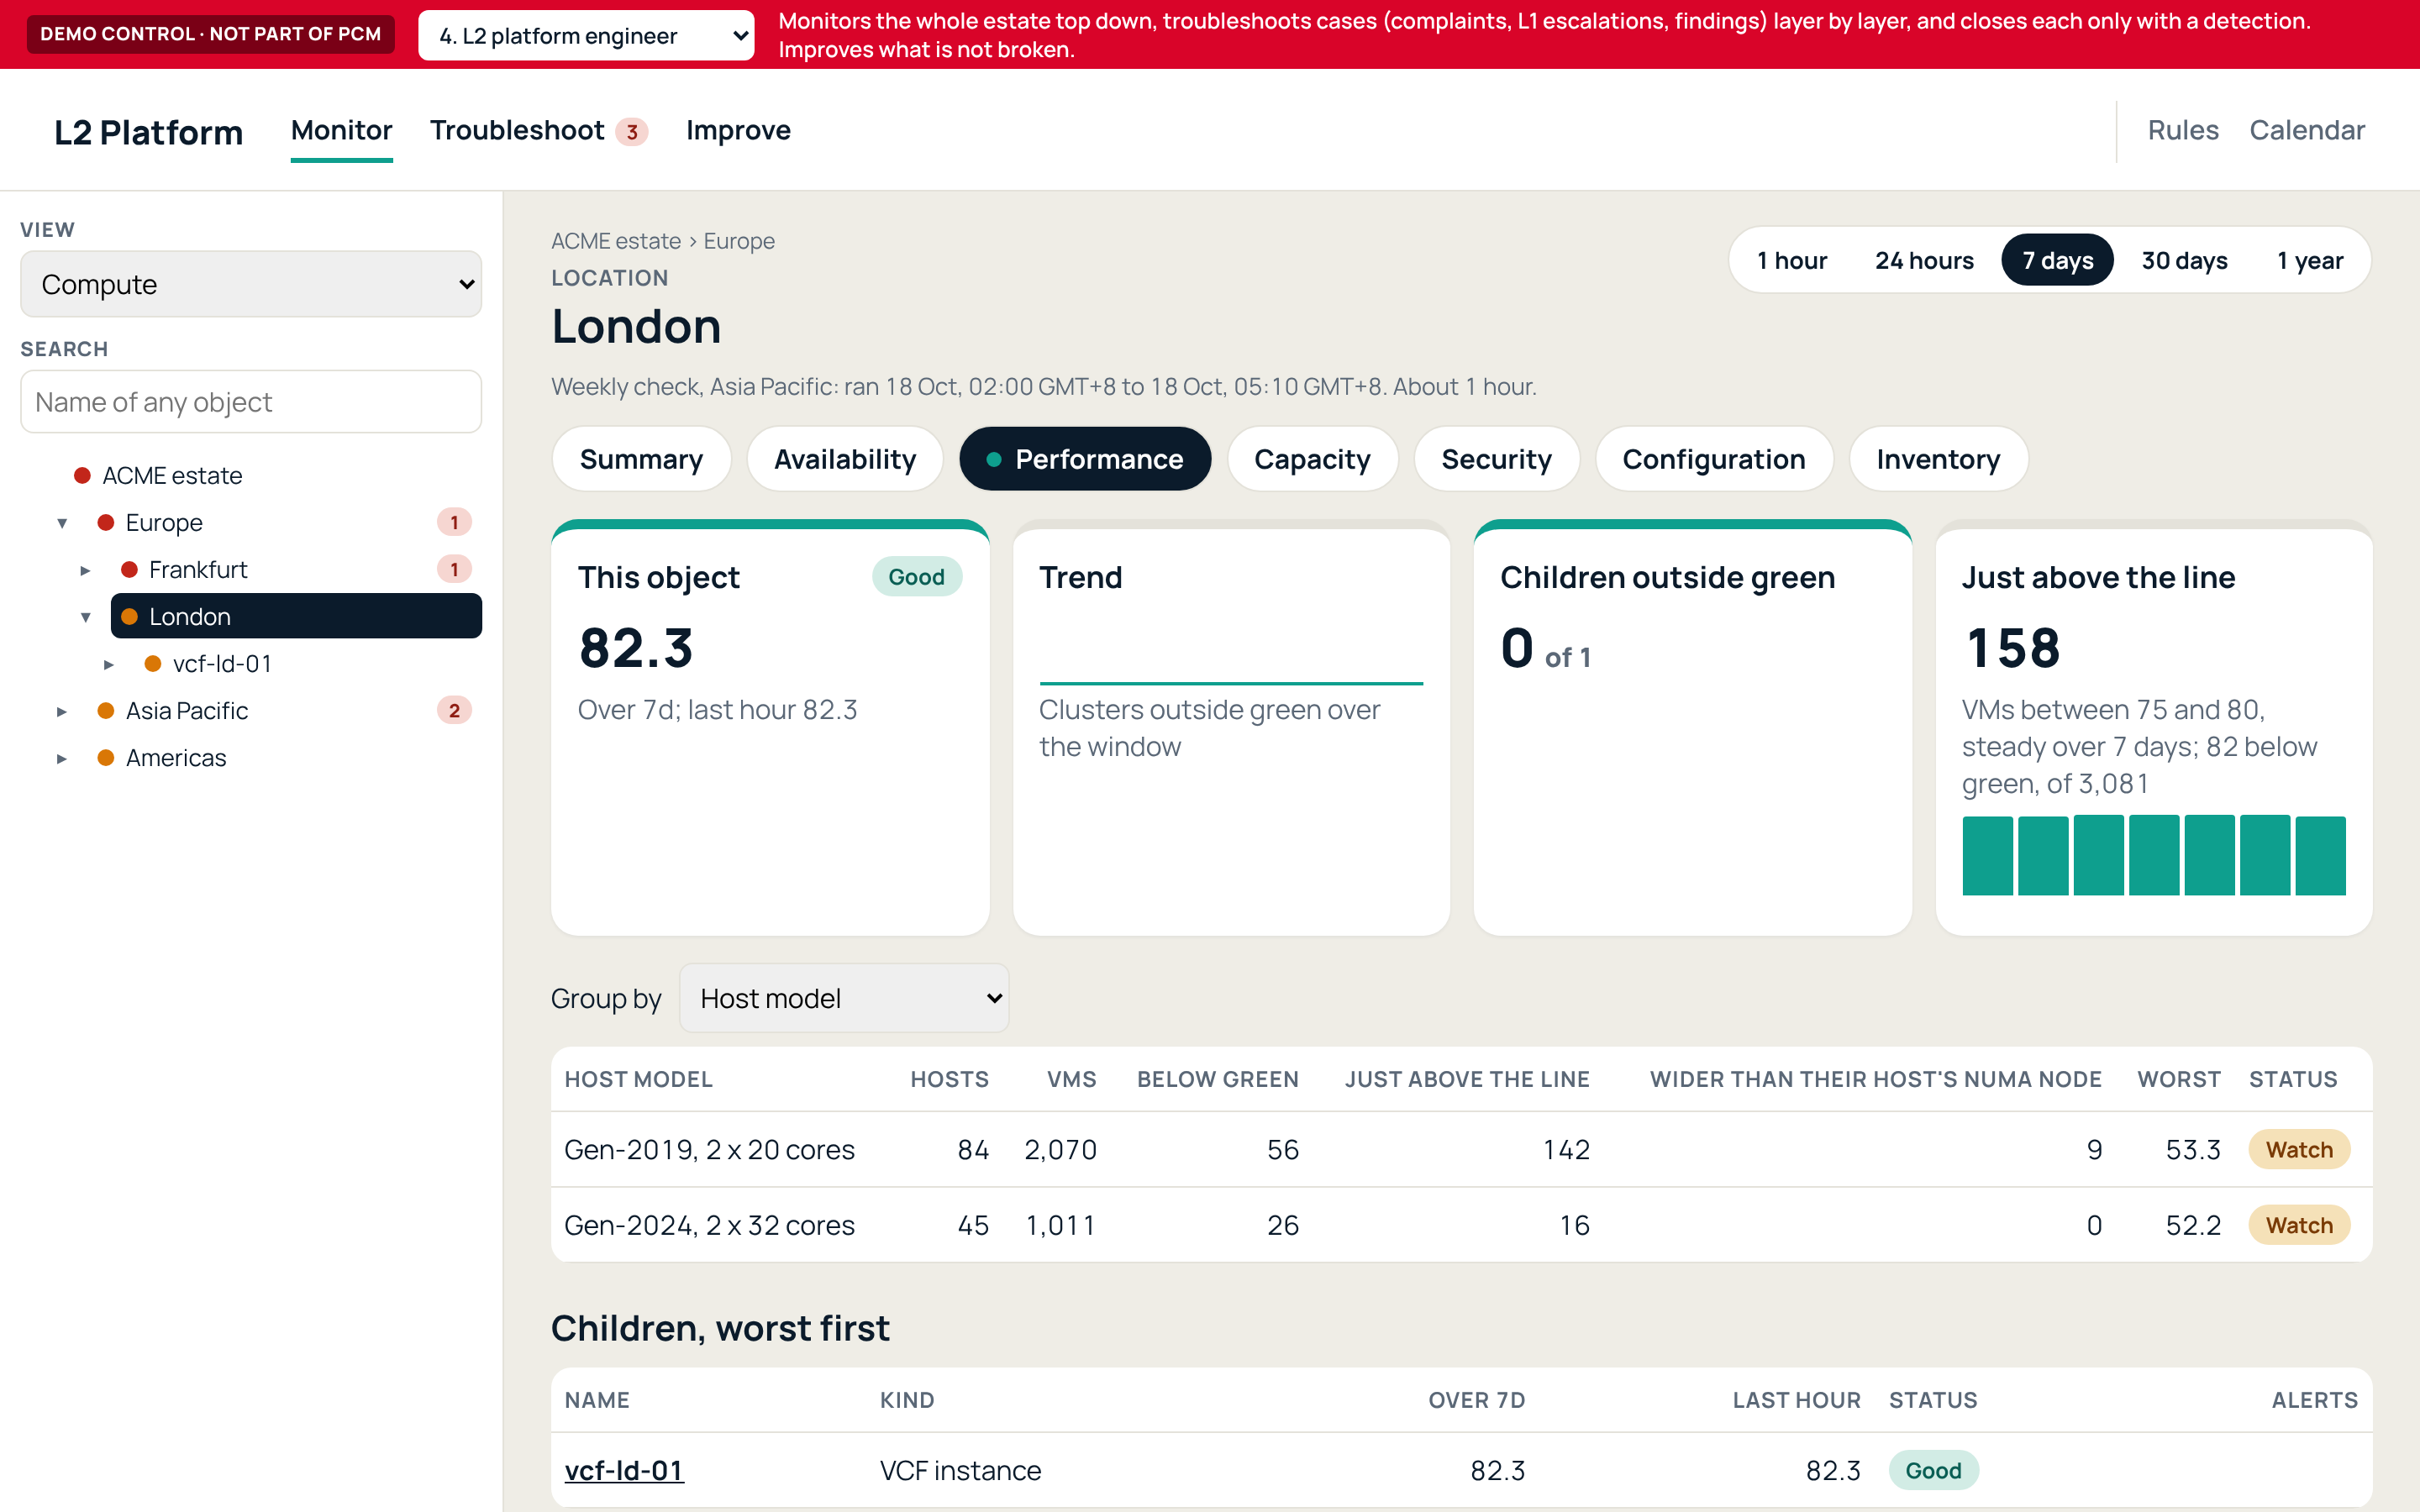 DEMO CONTROL · NOT PART OF PCM
4. L2 platform engineer
Monitors the whole estate top down, troubleshoots cases (complaints, L1 escalations, findings) layer by layer, and closes each only with a detection.
Improves what is not broken.
L2 Platform
Monitor
Troubleshoot 3
Improve
Rules
Calendar
VIEW
Compute
SEARCH
Name of any object
ACME estate
Europe 1
Frankfurt 1
London
vcf-ld-01
Asia Pacific 2
Americas
ACME estate › Europe
LOCATION
London
1 hour 24 hours 7 days 30 days 1 year
Weekly check, Asia Pacific: ran 18 Oct, 02:00 GMT+8 to 18 Oct, 05:10 GMT+8. About 1 hour.
Summary Availability Performance Capacity Security Configuration Inventory
This object Good
82.3
Over 7d; last hour 82.3
Trend
Clusters outside green over
the window
Children outside green
0 of 1
Just above the line
158
VMs between 75 and 80,
steady over 7 days; 82 below
green, of 3,081
Group by Host model
HOST MODEL HOSTS VMS BELOW GREEN JUST ABOVE THE LINE WIDER THAN THEIR HOST'S NUMA NODE WORST STATUS
Gen-2019, 2 x 20 cores 84 2,070 56 142 9 53.3 Watch
Gen-2024, 2 x 32 cores 45 1,011 26 16 0 52.2 Watch
Children, worst first
NAME KIND OVER 7D LAST HOUR STATUS ALERTS
vcf-ld-01 VCF instance 82.3 82.3 Good